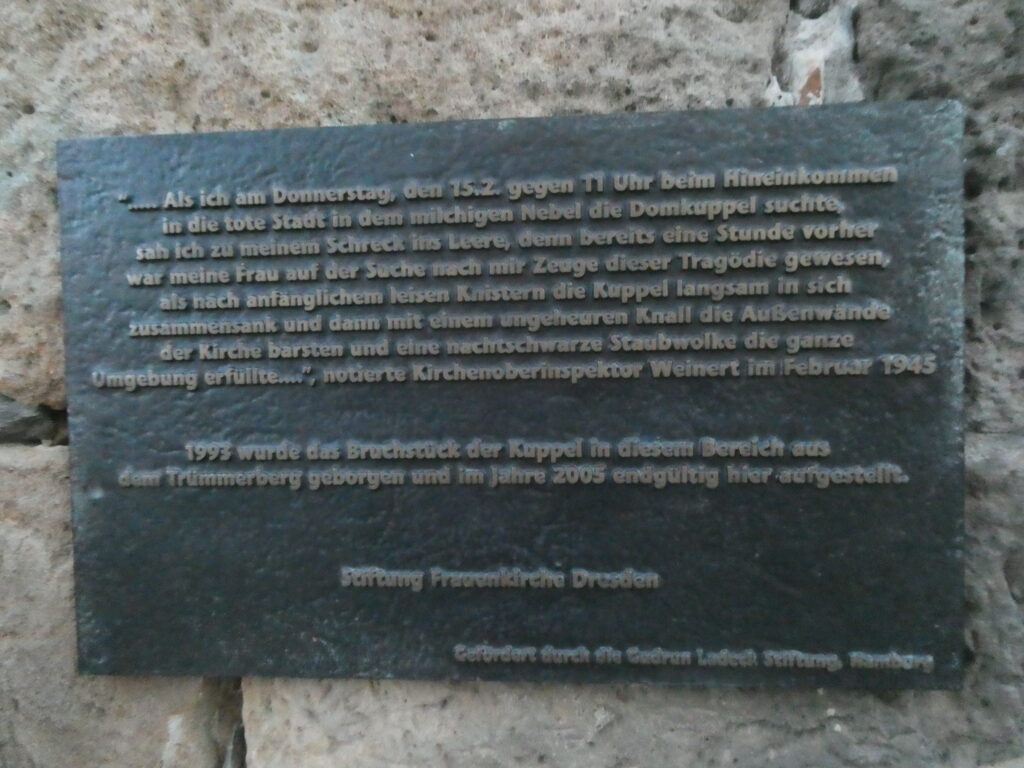 "..... Als ich am Donnerstag, den 15.2. gegen 11 Uhr beim Hineinkommen
in die tote Stadt in dem milchigen Nebel die Domkuppel suchte,
sah ich zu meinem Schreck ins Leere, denn bereits eine Stunde vorher
war meine Frau auf der Suche nach mir Zeuge dieser Tragödie gewesen,
als nach anfänglichem leisen Knistern die Kuppel langsam in sich
zusammensank und dann mit einem ungeheuren Knall die Außenwände
der Kirche barsten und eine nachtschwarze Staubwolke die ganze
Umgebung erfüllte....", notierte Kirchenoberinspektor Weinert im Februar 1945
1993 wurde das Bruchstück der Kuppel in diesem Bereich aus
dem Trümmerberg geborgen und im Jahre 2005 endgültig hier aufgestellt.
Stiftung Frauenkirche Dresden
Gefördert durch die Gudrun Ladeck Stiftung, Hamburg